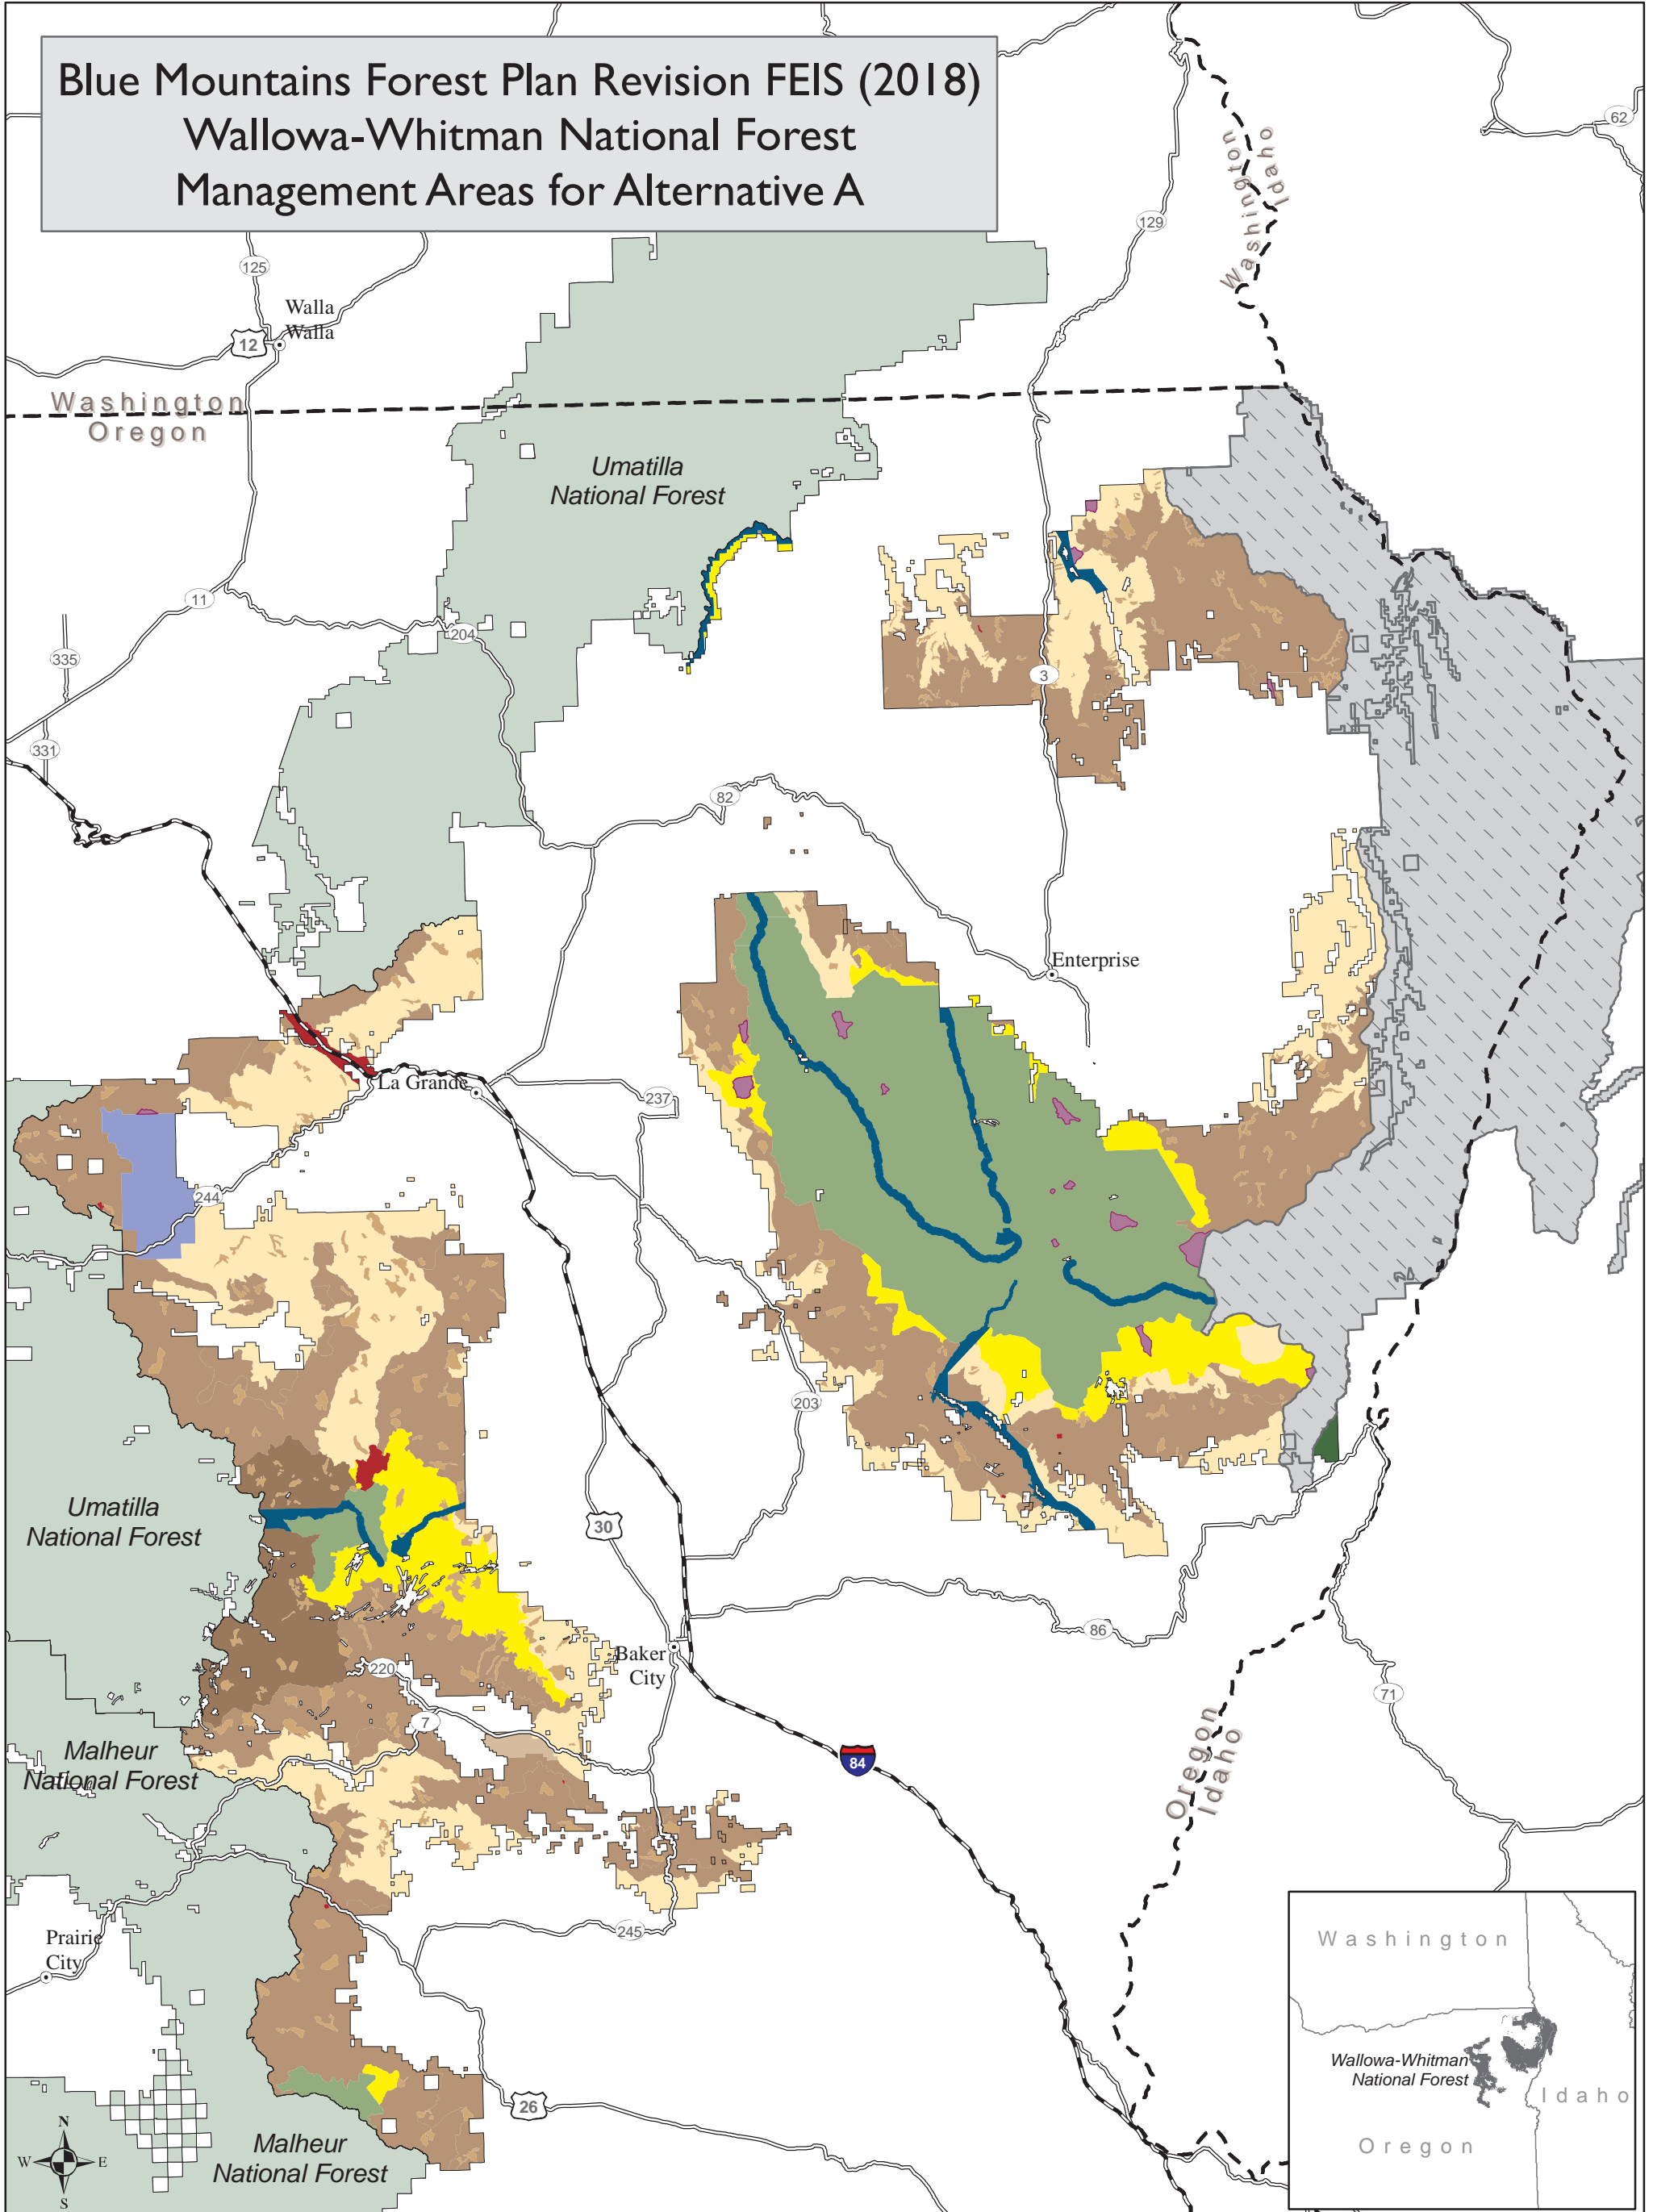 Blue Mountains Forest Plan Revision FEIS (2018)
Wallowa-Whitman National Forest
Management Areas for Alternative A
62
Washington
Idaho
129
125
Walla
Walla
12
Washington
Oregon
Umatilla
National Forest
11
204
335
3
331
82
Enterprise
La Grande
237
244
203
Umatilla
National Forest
30
86
Baker
City
220
71
7
Oregon
Idaho
Malheur
National Forest
84
245
Prairie
City
Washington
Wallowa-Whitman
National Forest
Idaho
Oregon
26
N
W
E
S
Malheur
National Forest